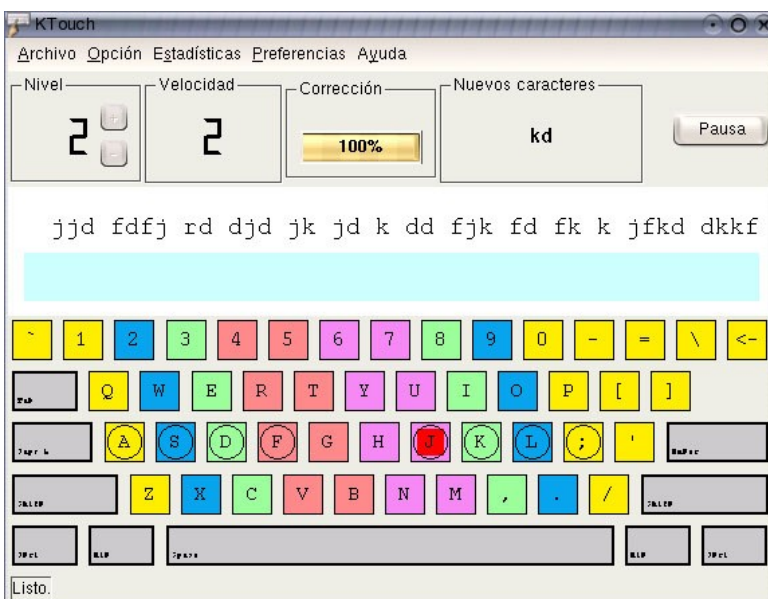 KTouch
Archivo Opción Estadísticas Preferencias Ayuda
Nivel Velocidad Corrección Nuevos caracteres
2 + - 2 100% kd Pausa
jjd fdfj rd djd jk jd k dd fjk fd fk k jfkd dkkf
~ 1 2 3 4 5 6 7 8 9 0 - = \ <-
Q W E R T Y U I O P [ ]
A S D F G H J K L ; '
Z X C V B N M , . /
Listo.